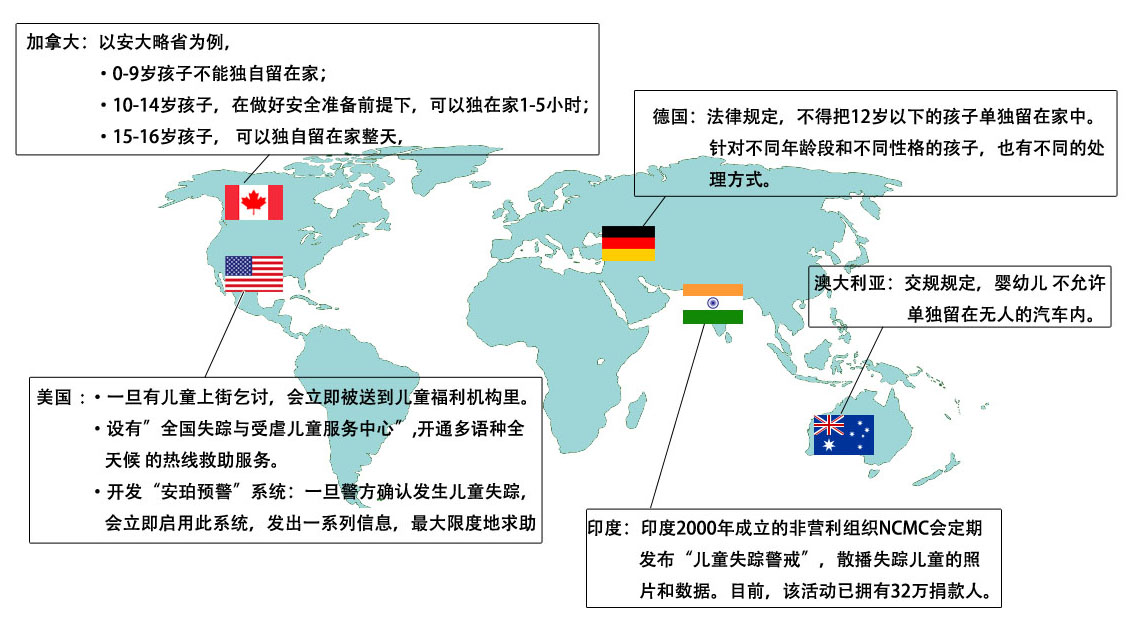 加拿大：以安大略省为例，
·0-9岁孩子不能独自留在家；
·10-14岁孩子，在做好安全准备前提下，可以独在家1-5小时；
·15-16岁孩子， 可以独自留在家整天，
德国：法律规定，不得把12岁以下的孩子单独留在家中。
针对不同年龄段和不同性格的孩子，也有不同的处
理方式。
澳大利亚：交规规定，婴幼儿 不允许
单独留在无人的汽车内。
美国 ：·一旦有儿童上街乞讨，会立即被送到儿童福利机构里。
·设有”全国失踪与受虐儿童服务中心”,开通多语种全
天候 的热线救助服务。
·开发“安珀预警”系统：一旦警方确认发生儿童失踪，
会立即启用此系统，发出一系列信息，最大限度地求助
印度：印度2000年成立的非营利组织NCMC会定期
发布“儿童失踪警戒”，散播失踪儿童的照
片和数据。目前，该活动已拥有32万捐款人。